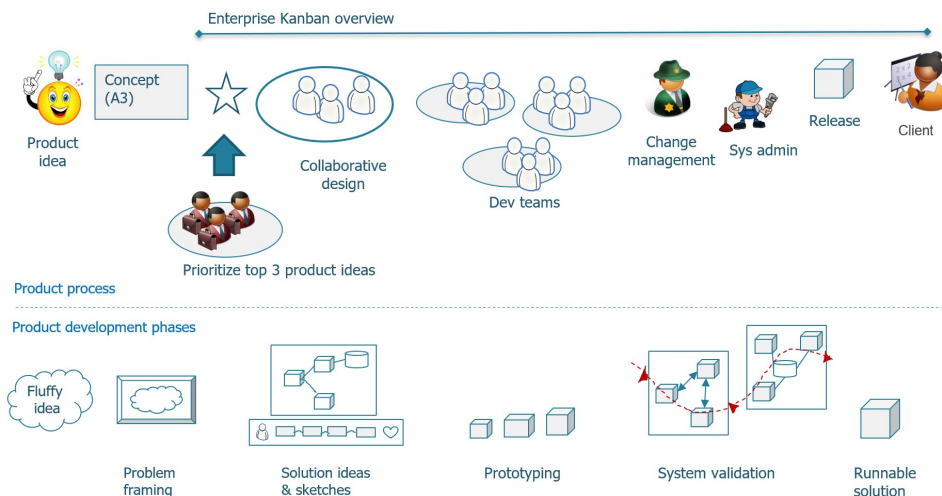 Enterprise Kanban overview
Concept
(A3)
Product
idea
Collaborative
design
Dev teams
Change
management
Sys admin
Release
Client
Prioritize top 3 product ideas
Product process
Product development phases
Fluffy
idea
Problem
framing
Solution ideas
& sketches
Prototyping
System validation
Runnable
solution